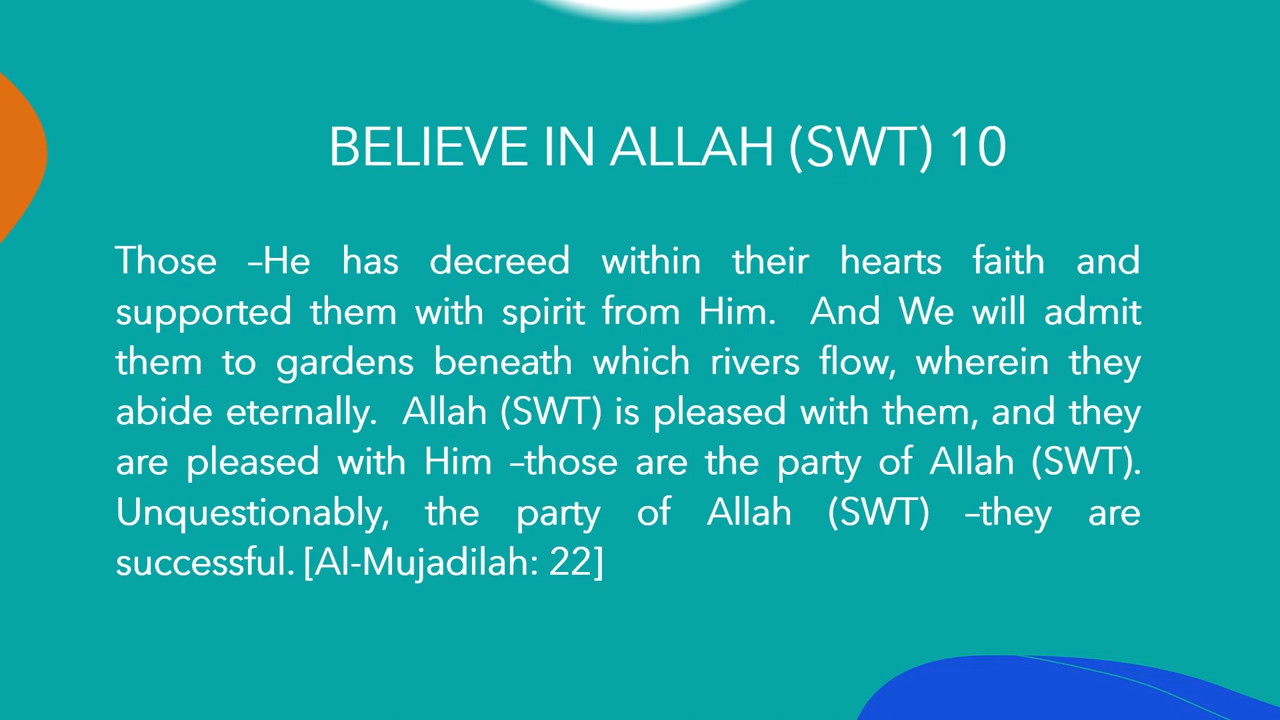 BELIEVE IN ALLAH (SWT) 10
Those –He has decreed within their hearts faith and
supported them with spirit from Him. And We will admit
them to gardens beneath which rivers flow, wherein they
abide eternally. Allah (SWT) is pleased with them, and they
are pleased with Him –those are the party of Allah (SWT).
Unquestionably, the party of Allah (SWT) –they are
successful. [Al-Mujadilah: 22]